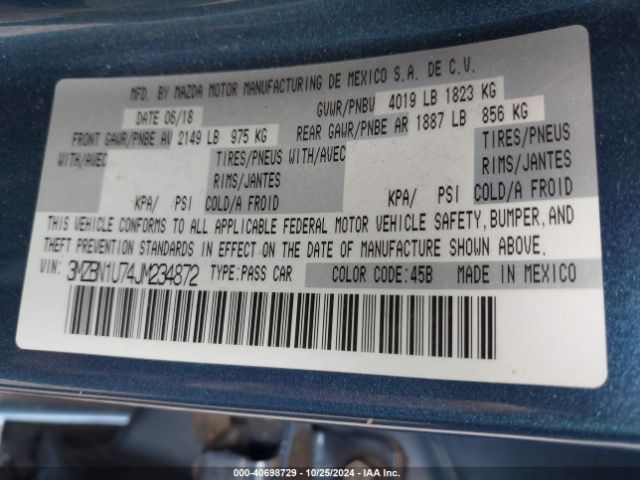 MFD. BY MAZDA MOTOR MANUFACTURING DE MEXICO S.A. DE C.V.
DATE 06/18 GVWR/PNBV 4019 LB 1823 KG
FRONT GAWR/PNBE AV 2149 LB 975 KG REAR GAWR/PNBE AR 1887 LB 856 KG
WITH/AVEC TIRES/PNEUS WITH/AVEC TIRES/PNEUS
RIMS/JANTES RIMS/JANTES
KPA/ PSI COLD/A FROID KPA/ PSI COLD/A FROID
THIS VEHICLE CONFORMS TO ALL APPLICABLE FEDERAL MOTOR VEHICLE SAFETY, BUMPER, AND
THEFT PREVENTION STANDARDS IN EFFECT ON THE DATE OF MANUFACTURE SHOWN ABOVE.
VIN: 3MZBN1U74JM234872 TYPE:PASS CAR COLOR CODE:45B MADE IN MEXICO
000-40698729 - 10/25/2024 - IAA Inc.